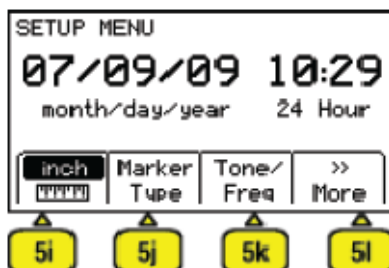 SETUP MENU
07/09/09 10:29
month/day/year 24 Hour
inch Marker Tone/ >>
Type Freq More
5i 5j 5k 5l